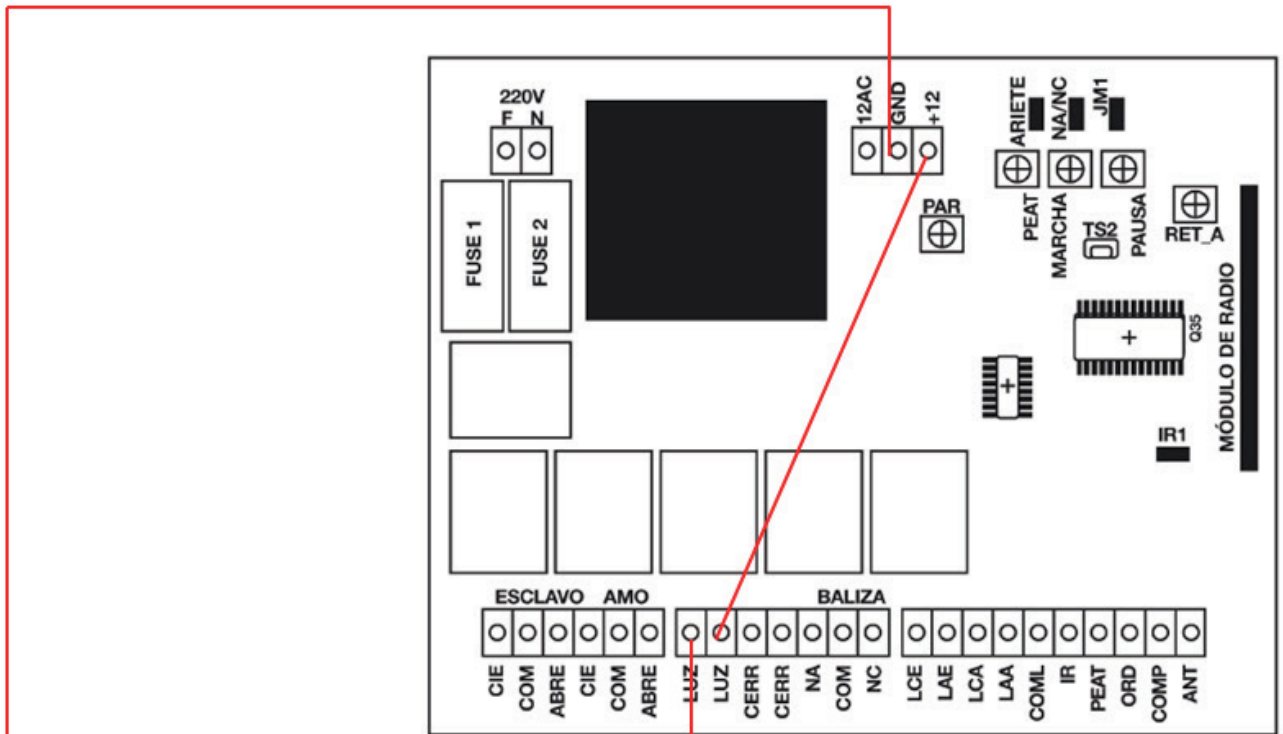 220V
F N
12AC GND +12
ARIETE NA/NC JM1
PAR
PEAT MARCHA PAUSA
TS2
RET_A
FUSE 1 FUSE 2
Q35
MÓDULO DE RADIO
IR1
ESCLAVO AMO BALIZA
CIE COM ABRE CIE COM ABRE LUZ LUZ CERR CERR NA COM NC LCE LAE LCA LAA COML IR PEAT ORD COMP ANT